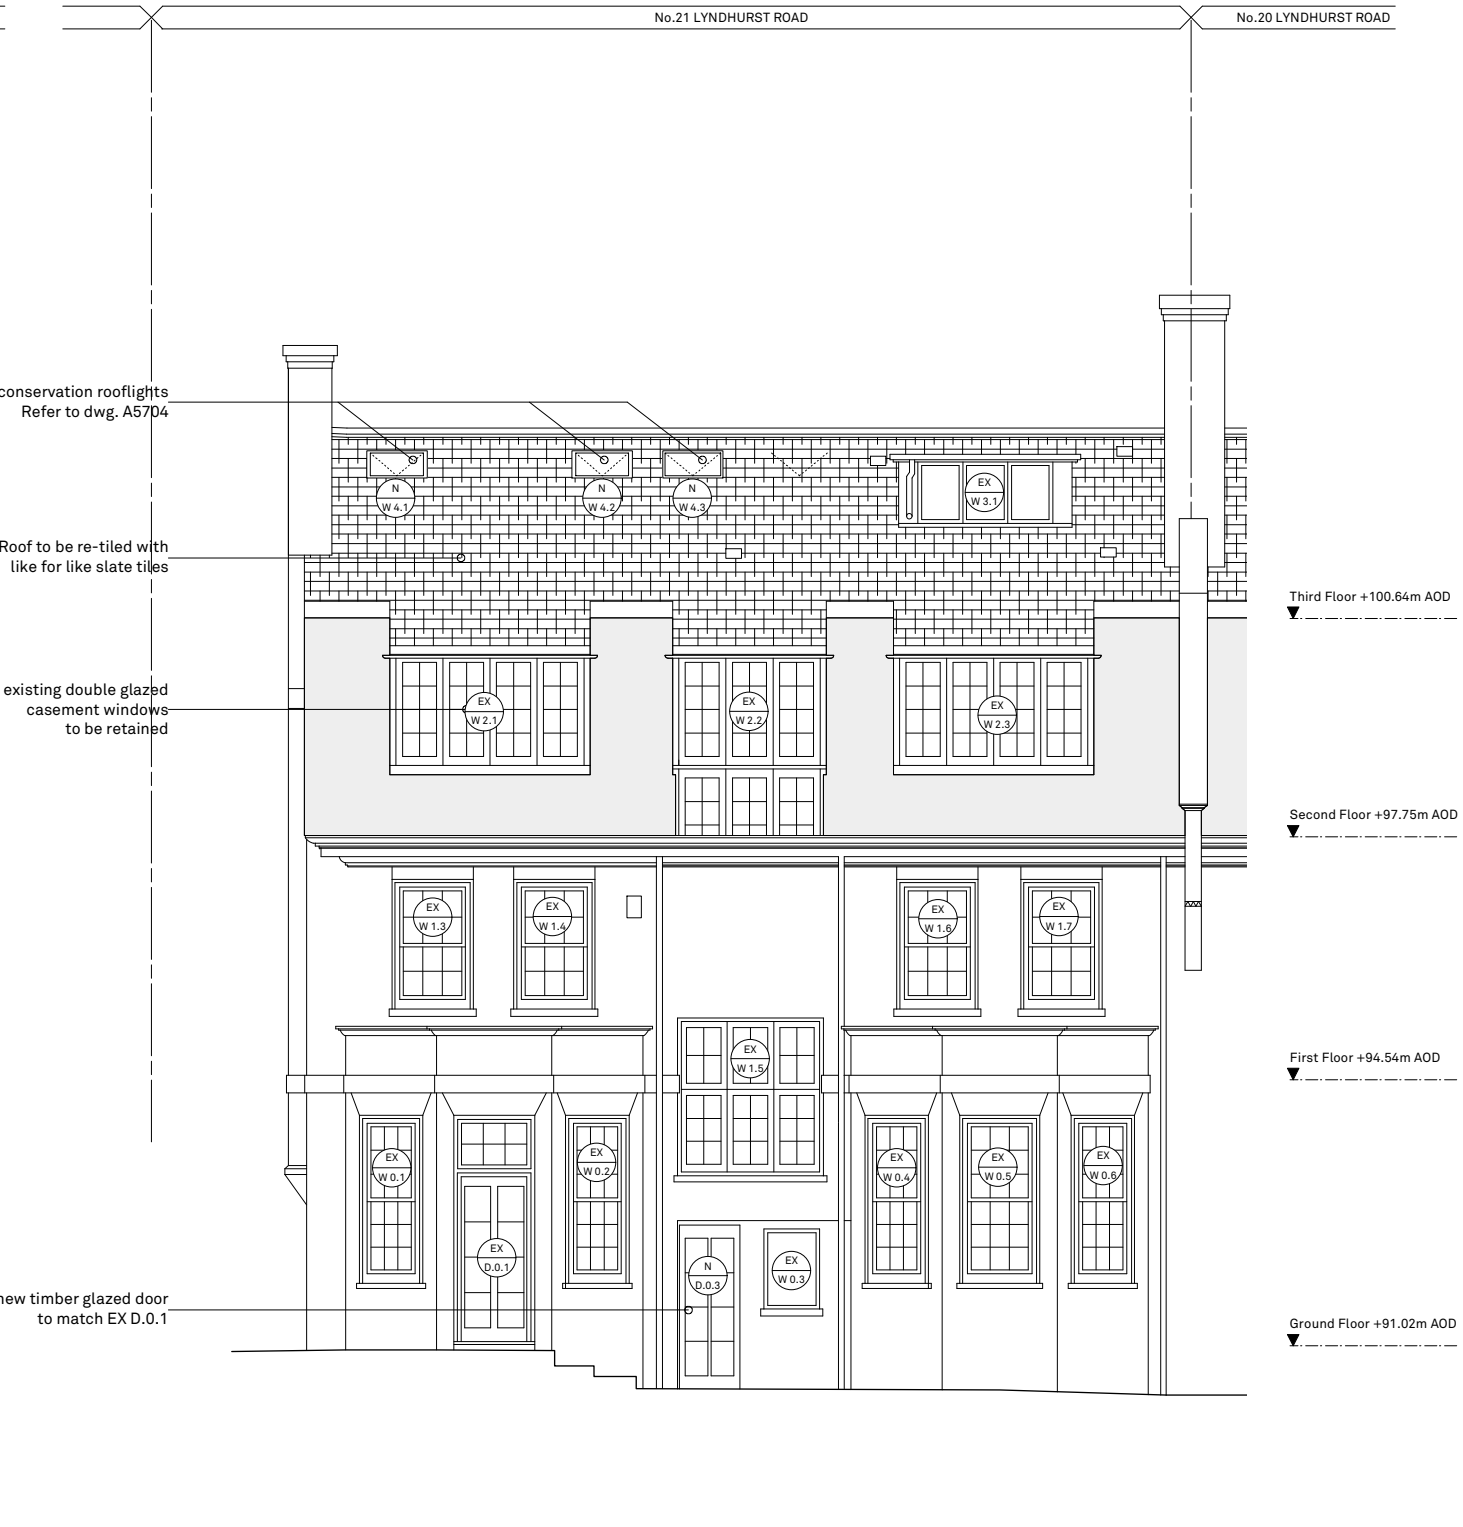 No.21 LYNDHURST ROAD
No.20 LYNDHURST ROAD
conservation rooflights
Refer to dwg. A5704
N
W 4.1
N
W 4.2
N
W 4.3
EX
W 3.1
Roof to be re-tiled with
like for like slate tiles
Third Floor +100.64m AOD
existing double glazed
casement windows
to be retained
EX
W 2.1
EX
W 2.2
EX
W 2.3
Second Floor +97.75m AOD
EX
W 1.3
EX
W 1.4
EX
W 1.6
EX
W 1.7
EX
W 1.5
First Floor +94.54m AOD
EX
W 0.1
EX
W 0.2
EX
W 0.4
EX
W 0.5
EX
W 0.6
EX
D.0.1
N
D.0.3
EX
W 0.3
new timber glazed door
to match EX D.0.1
Ground Floor +91.02m AOD